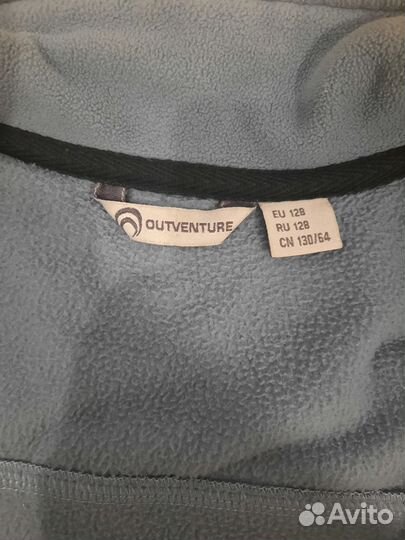 OUTVENTURE
EU 128
RU 128
CN 130/64
Avito